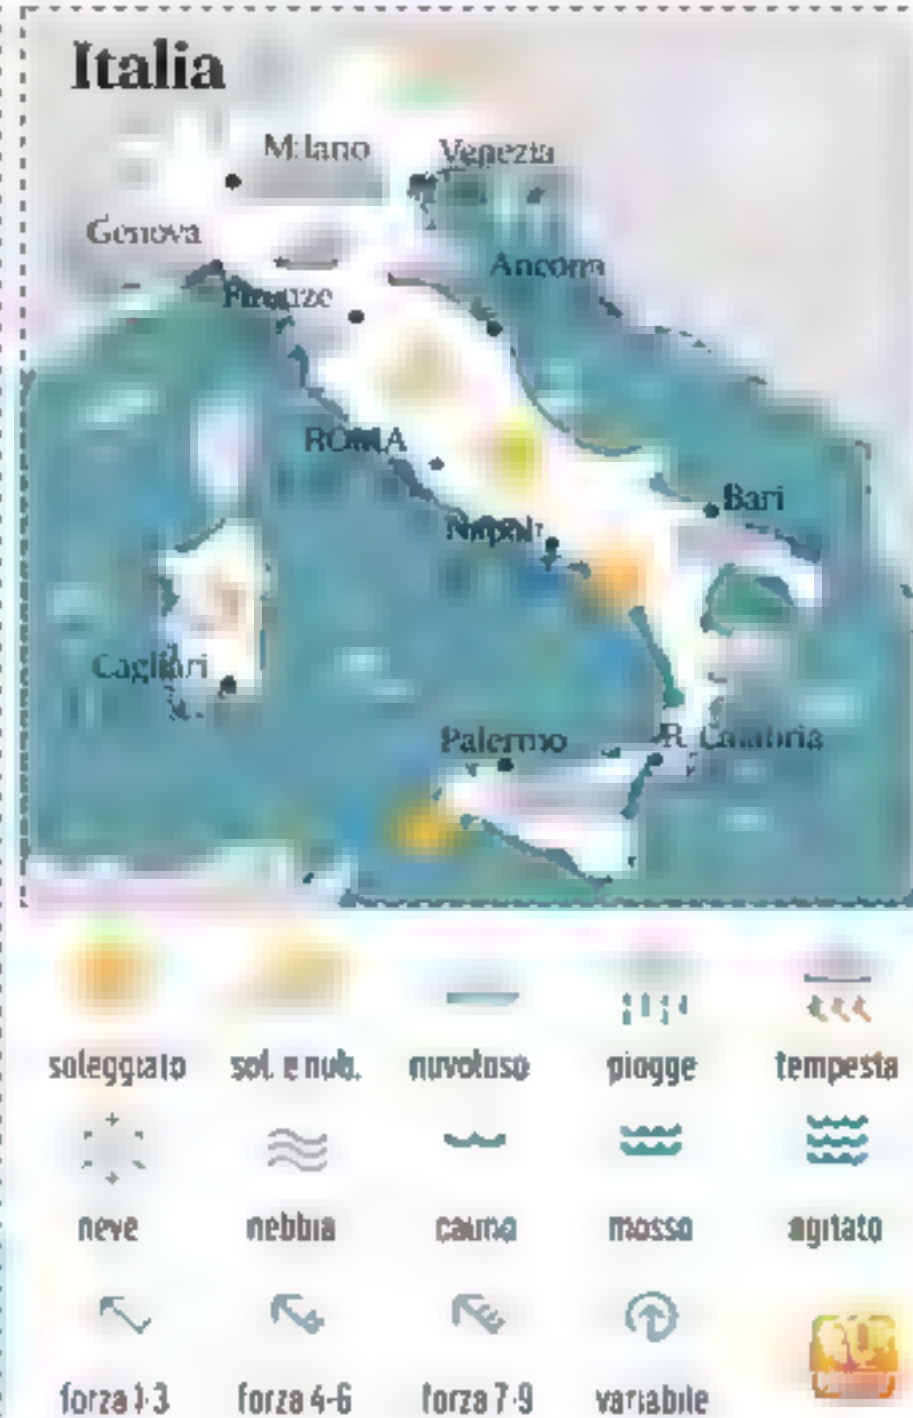 Italia
Milano
Venezia
Genova
Ancona
Firenze
ROMA
Bari
Napoli
Cagliari
Palermo
R. Calabria
soleggiato
sol. e nub.
nuvoloso
piogge
tempesta
neve
nebbia
calmo
mosso
agitato
forza 1-3
forza 4-6
forza 7-9
variabile